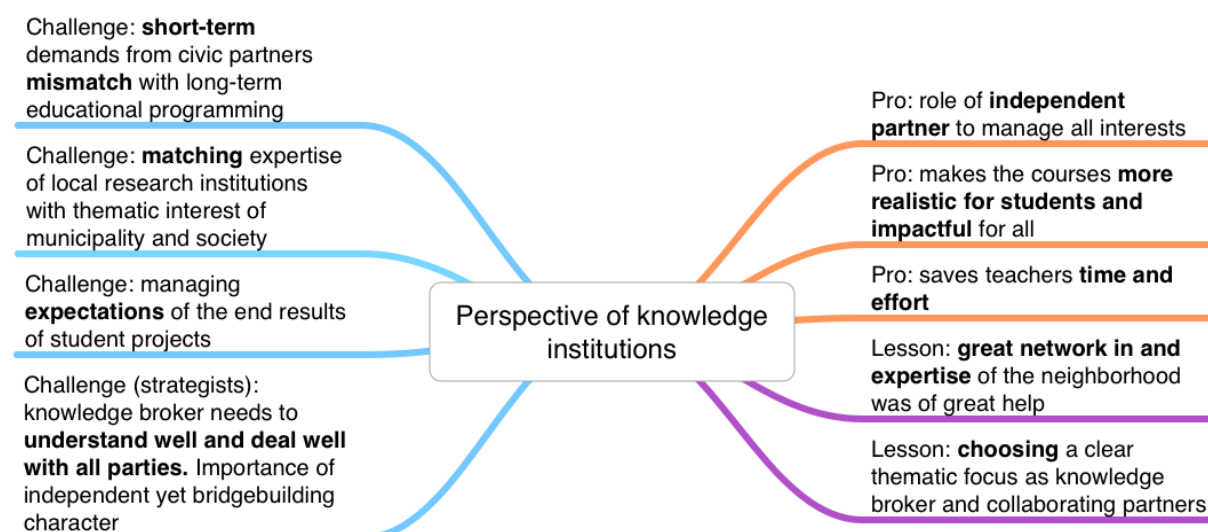 Challenge: short-term
demands from civic partners
mismatch with long-term
educational programming
Challenge: matching expertise
of local research institutions
with thematic interest of
municipality and society
Challenge: managing
expectations of the end results
of student projects
Challenge (strategists):
knowledge broker needs to
understand well and deal well
with all parties. Importance of
independent yet bridgebuilding
character
Perspective of knowledge
institutions
Pro: role of independent
partner to manage all interests
Pro: makes the courses more
realistic for students and
impactful for all
Pro: saves teachers time and
effort
Lesson: great network in and
expertise of the neighborhood
was of great help
Lesson: choosing a clear
thematic focus as knowledge
broker and collaborating partners